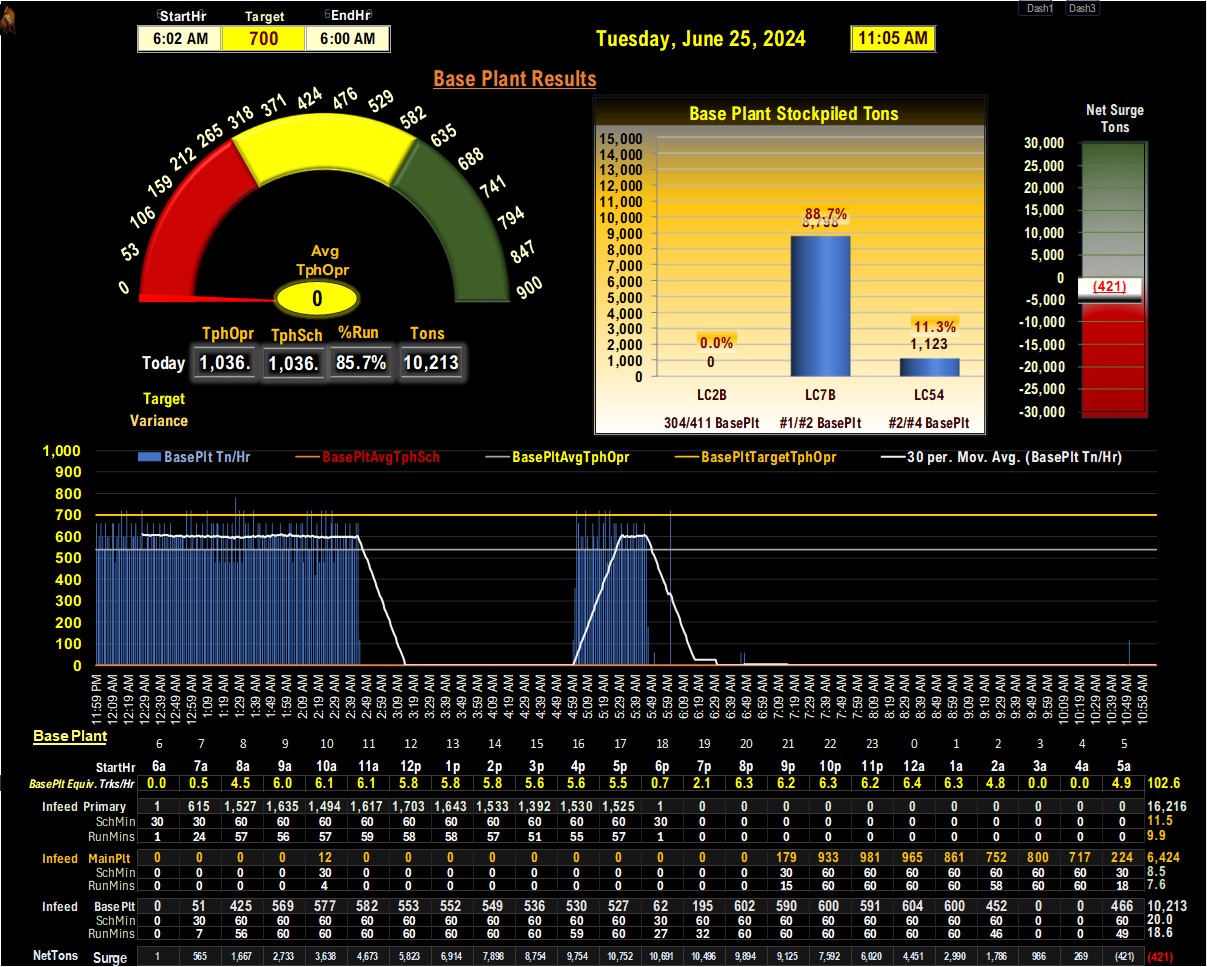 Dash1 Dash3
StartHr Target EndHr
6:02 AM 700 6:00 AM
Tuesday, June 25, 2024 11:05 AM
Base Plant Results
0 53 106 159 212 265 318 371 424 476 529 582 635 688 741 794 847 900
Avg
TphOpr
0
TphOpr TphSch %Run Tons
Today 1,036. 1,036. 85.7% 10,213
Target
Variance
Base Plant Stockpiled Tons
15,000
14,000
13,000
12,000
11,000
10,000
9,000
8,000
7,000
6,000
5,000
4,000
3,000
2,000
1,000
0
0.0%
0
88.7%
8,798
11.3%
1,123
LC2B LC7B LC54
304/411 BasePlt #1/#2 BasePlt #2/#4 BasePlt
Net Surge
Tons
30,000
25,000
20,000
15,000
10,000
5,000
0
(421)
-5,000
-10,000
-15,000
-20,000
-25,000
-30,000
BasePlt Tn/Hr BasePltAvgTphSch BasePltAvgTphOpr BasePltTargetTphOpr 30 per. Mov. Avg. (BasePlt Tn/Hr)
1,000
900
800
700
600
500
400
300
200
100
0
11:59 PM 12:09 AM 12:19 AM 12:29 AM 12:39 AM 12:49 AM 12:59 AM 1:09 AM 1:19 AM 1:29 AM 1:39 AM 1:49 AM 1:59 AM 2:09 AM 2:19 AM 2:29 AM 2:39 AM 2:49 AM 2:59 AM 3:09 AM 3:19 AM 3:29 AM 3:39 AM 3:49 AM 3:59 AM 4:09 AM 4:19 AM 4:29 AM 4:39 AM 4:49 AM 4:59 AM 5:19 AM 5:29 AM 5:39 AM 5:49 AM 5:59 AM 6:09 AM 6:19 AM 6:29 AM 6:39 AM 6:49 AM 6:59 AM 7:09 AM 7:19 AM 7:29 AM 7:39 AM 7:49 AM 7:59 AM 8:09 AM 8:19 AM 8:29 AM 8:39 AM 8:49 AM 8:59 AM 9:09 AM 9:19 AM 9:29 AM 9:39 AM 9:49 AM 9:59 AM 10:09 AM 10:19 AM 10:29 AM 10:39 AM 10:49 AM 10:58 AM
Base Plant
6 7 8 9 10 11 12 13 14 15 16 17 18 19 20 21 22 23 0 1 2 3 4 5
StartHr 6a 7a 8a 9a 10a 11a 12p 1p 2p 3p 4p 5p 6p 7p 8p 9p 10p 11p 12a 1a 2a 3a 4a 5a
BasePlt Equiv. Trks/Hr 0.0 0.5 4.5 6.0 6.1 6.1 5.8 5.8 5.8 5.6 5.6 5.5 0.7 2.1 6.3 6.2 6.3 6.2 6.4 6.3 4.8 0.0 0.0 4.9 102.6
Infeed Primary 1 615 1,527 1,635 1,494 1,617 1,703 1,643 1,533 1,392 1,530 1,525 1 0 0 0 0 0 0 0 0 0 0 0 16,216
SchMin 30 30 60 60 60 60 60 60 60 60 60 60 30 0 0 0 0 0 0 0 0 0 0 0 11.5
RunMins 1 24 57 56 57 59 58 58 57 51 55 57 1 0 0 0 0 0 0 0 0 0 0 0 9.9
Infeed MainPlt 0 0 0 0 12 0 0 0 0 0 0 0 0 0 0 179 933 981 965 861 752 800 717 224 6,424
SchMin 0 0 0 0 30 0 0 0 0 0 0 0 0 0 0 30 60 60 60 60 60 60 60 30 8.5
RunMins 0 0 0 0 4 0 0 0 0 0 0 0 0 0 0 15 60 60 60 60 58 60 60 18 7.6
Infeed BasePlt 0 51 425 569 577 582 553 552 549 536 530 527 62 195 602 590 600 591 604 600 452 0 0 466 10,213
SchMin 0 30 60 60 60 60 60 60 60 60 60 60 30 60 60 60 60 60 60 60 60 0 0 60 20.0
RunMins 0 7 56 60 60 60 60 60 60 60 59 60 27 32 60 60 60 60 60 60 46 0 0 49 18.6
NetTons Surge 1 565 1,667 2,733 3,638 4,673 5,823 6,914 7,898 8,754 9,754 10,752 10,691 10,496 9,894 9,125 7,592 6,020 4,451 2,990 1,786 986 269 (421) (421)